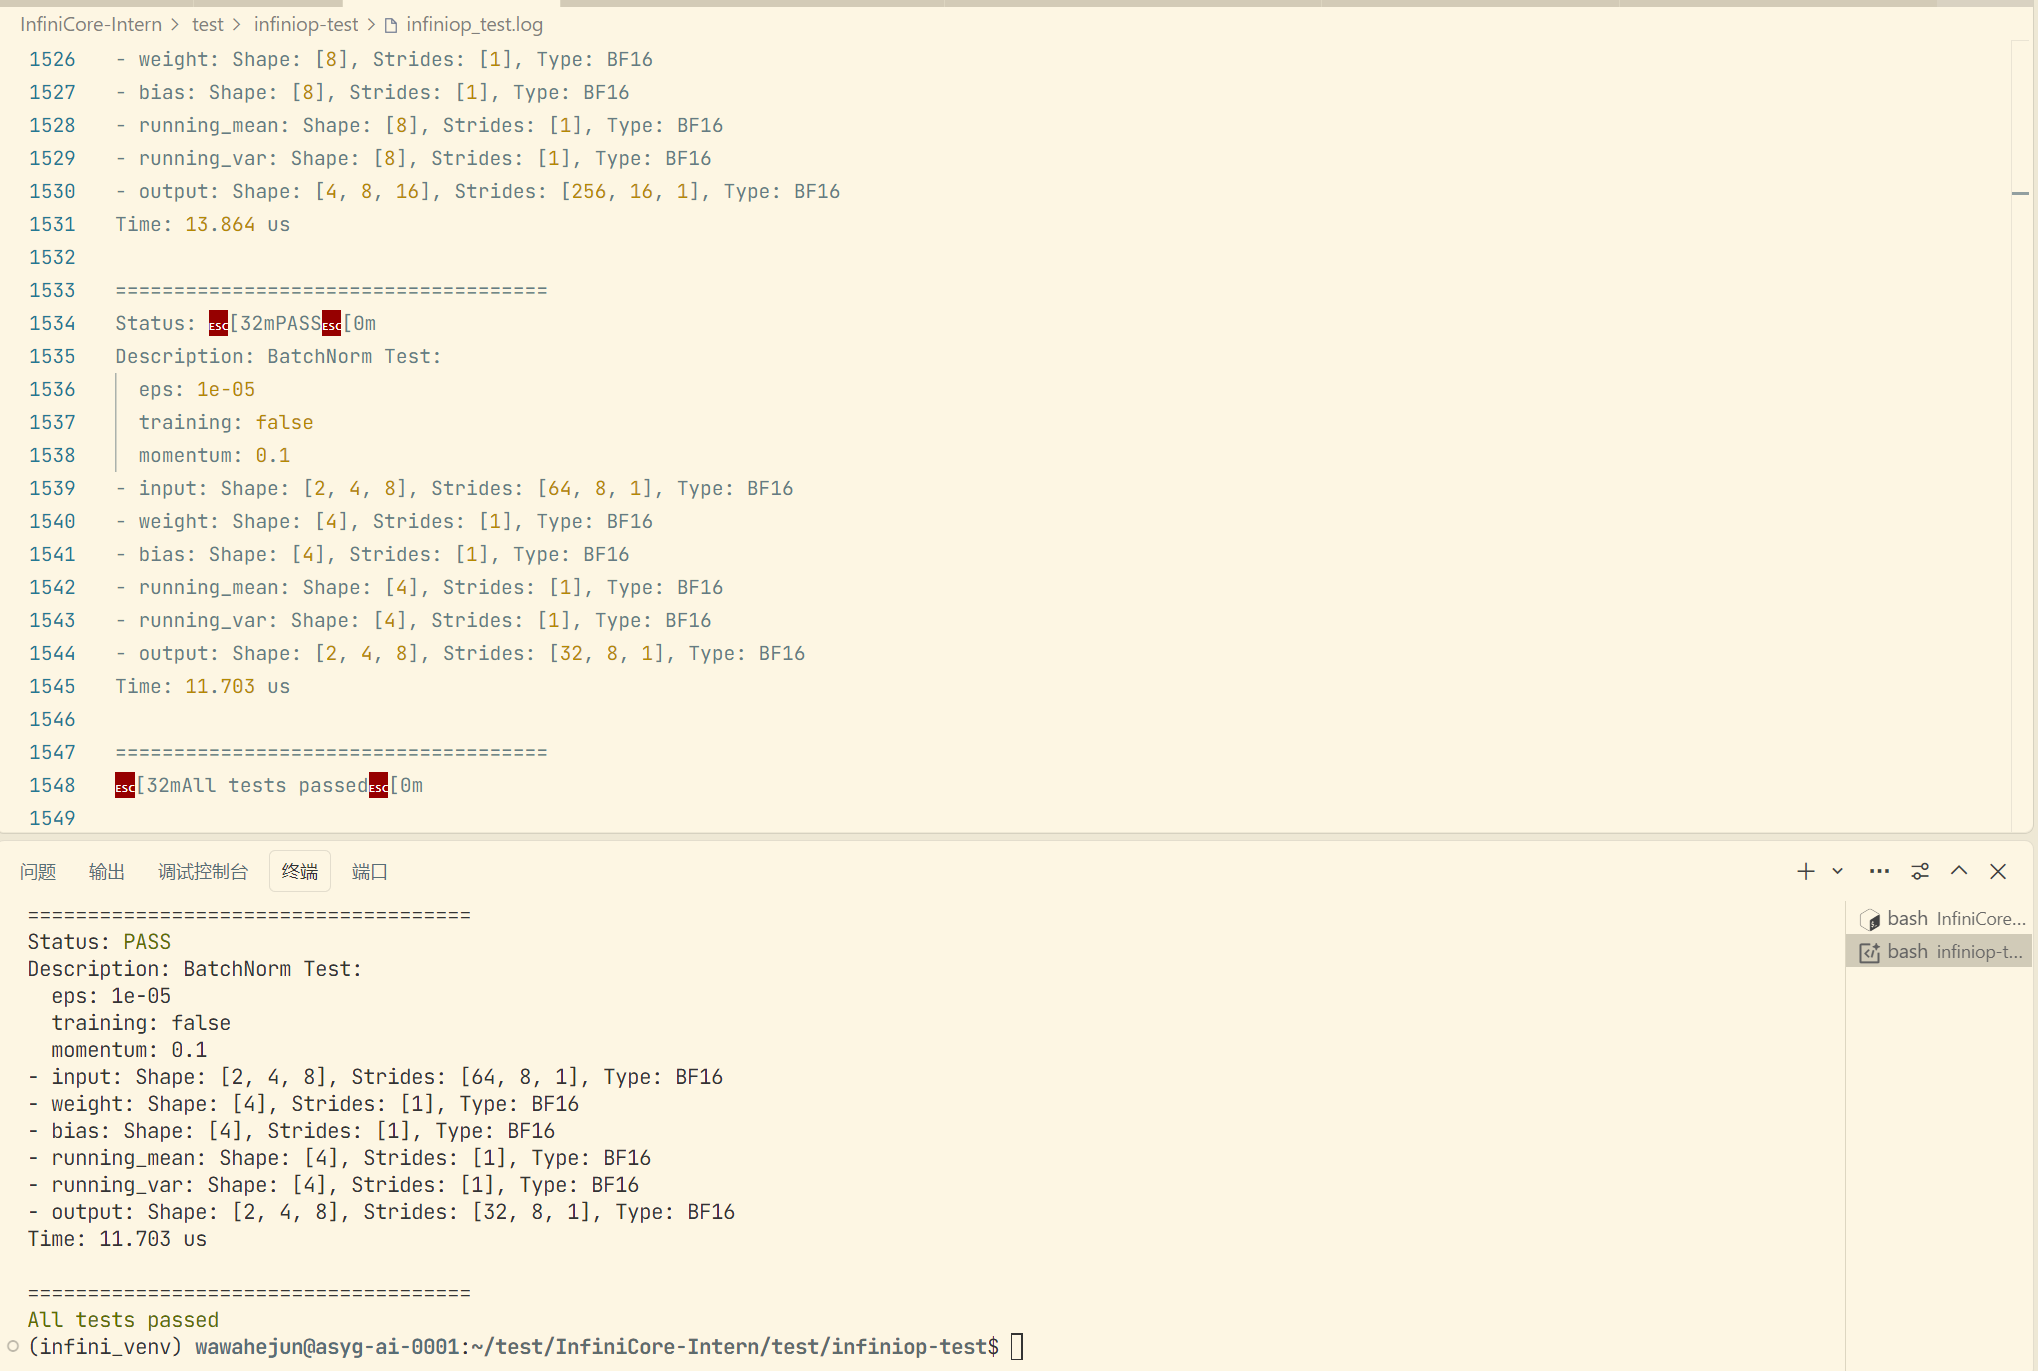 InfiniCore-Intern > test > infiniop-test > infiniop_test.log
1526 - weight: Shape: [8], Strides: [1], Type: BF16
1527 - bias: Shape: [8], Strides: [1], Type: BF16
1528 - running_mean: Shape: [8], Strides: [1], Type: BF16
1529 - running_var: Shape: [8], Strides: [1], Type: BF16
1530 - output: Shape: [4, 8, 16], Strides: [256, 16, 1], Type: BF16
1531 Time: 13.864 us
1532
1533 =====================================
1534 Status: ESC[32mPASSESC[0m
1535 Description: BatchNorm Test:
1536 eps: 1e-05
1537 training: false
1538 momentum: 0.1
1539 - input: Shape: [2, 4, 8], Strides: [64, 8, 1], Type: BF16
1540 - weight: Shape: [4], Strides: [1], Type: BF16
1541 - bias: Shape: [4], Strides: [1], Type: BF16
1542 - running_mean: Shape: [4], Strides: [1], Type: BF16
1543 - running_var: Shape: [4], Strides: [1], Type: BF16
1544 - output: Shape: [2, 4, 8], Strides: [32, 8, 1], Type: BF16
1545 Time: 11.703 us
1546
1547 =====================================
1548 ESC[32mAll tests passedESC[0m
1549
问题 输出 调试控制台 终端 端口
=====================================
Status: PASS
Description: BatchNorm Test:
eps: 1e-05
training: false
momentum: 0.1
- input: Shape: [2, 4, 8], Strides: [64, 8, 1], Type: BF16
- weight: Shape: [4], Strides: [1], Type: BF16
- bias: Shape: [4], Strides: [1], Type: BF16
- running_mean: Shape: [4], Strides: [1], Type: BF16
- running_var: Shape: [4], Strides: [1], Type: BF16
- output: Shape: [2, 4, 8], Strides: [32, 8, 1], Type: BF16
Time: 11.703 us
=====================================
All tests passed
(infini_venv) wawahejun@asyg-ai-0001:~/test/InfiniCore-Intern/test/infiniop-test$
bash InfiniCore...
bash infiniop-t...